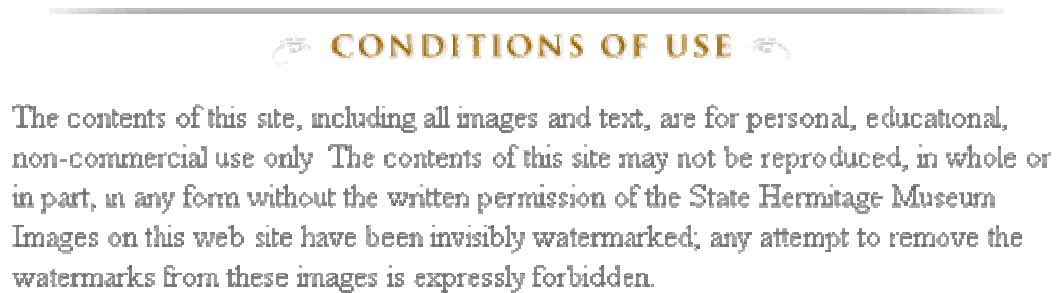 CONDITIONS OF USE
The contents of this site, including all images and text, are for personal, educational,
non-commercial use only The contents of this site may not be reproduced, in whole or
in part, in any form without the written permission of the State Hermitage Museum
Images on this web site have been invisibly watermarked; any attempt to remove the
watermarks from these images is expressly forbidden.